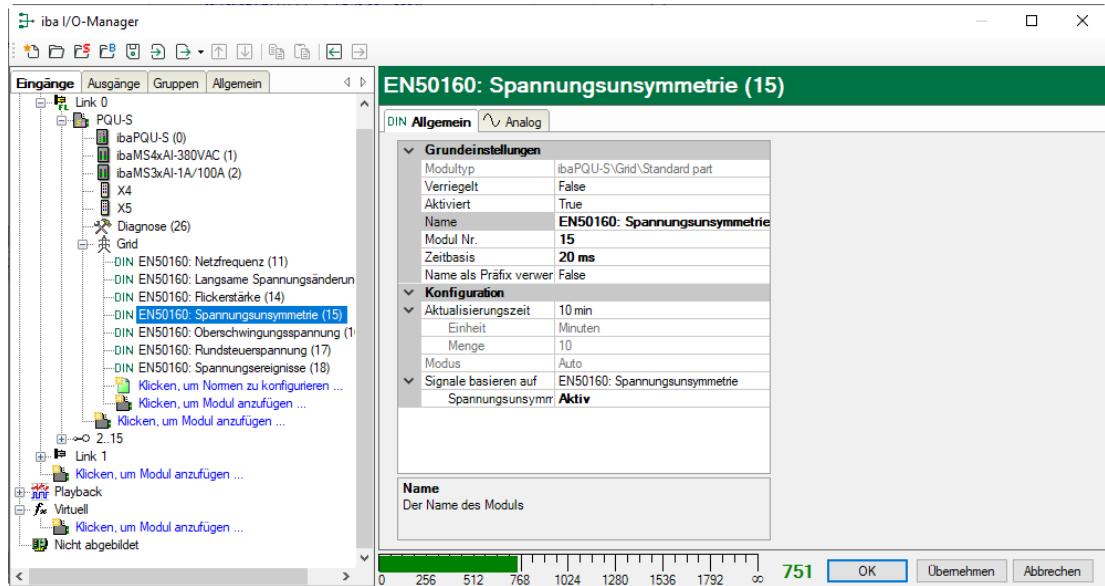 iba I/O-Manager
Eingänge Ausgänge Gruppen Allgemein
Link 0
PQU-S
ibaPQU-S (0)
ibaMS4xAI-380VAC (1)
ibaMS3xAI-1A/100A (2)
X4
X5
Diagnose (26)
Grid
DIN EN50160: Netzfrequenz (11)
DIN EN50160: Langsame Spannungsänderun
DIN EN50160: Flickerstärke (14)
DIN EN50160: Spannungsunsymmetrie (15)
DIN EN50160: Oberschwingungsspannung (1
DIN EN50160: Rundsteuerspannung (17)
DIN EN50160: Spannungsereignisse (18)
Klicken, um Normen zu konfigurieren ...
Klicken, um Modul anzufügen ...
Klicken, um Modul anzufügen ...
2..15
Link 1
Klicken, um Modul anzufügen ...
Playback
Virtuell
Klicken, um Modul anzufügen ...
Nicht abgebildet
EN50160: Spannungsunsymmetrie (15)
DIN Allgemein Analog
Grundeinstellungen
Modultyp ibaPQU-S\Grid\Standard part
Verriegelt False
Aktiviert True
Name EN50160: Spannungsunsymmetrie
Modul Nr. 15
Zeitbasis 20 ms
Name als Präfix verwer False
Konfiguration
Aktualisierungszeit 10 min
Einheit Minuten
Menge 10
Modus Auto
Signale basieren auf EN50160: Spannungsunsymmetrie
Spannungsunsymr Aktiv
Name
Der Name des Moduls
0 256 512 768 1024 1280 1536 1792 ∞
751
OK Übernehmen Abbrechen